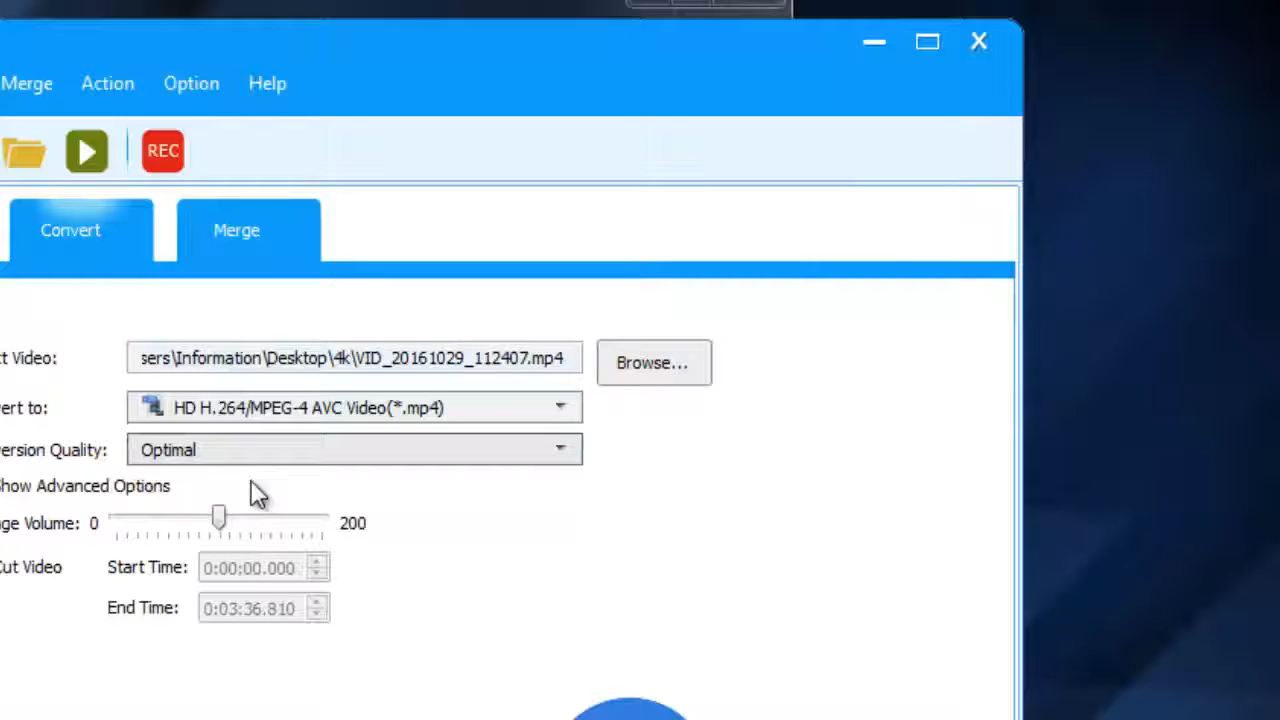 Merge Action Option Help
REC
Convert Merge
ct Video: sers\Information\Desktop\4k\VID_20161029_112407.mp4 Browse...
ert to: HD H.264/MPEG-4 AVC Video(*.mp4)
ersion Quality: Optimal
Show Advanced Options
ge Volume: 0 200
Cut Video Start Time: 0:00:00.000
End Time: 0:03:36.810